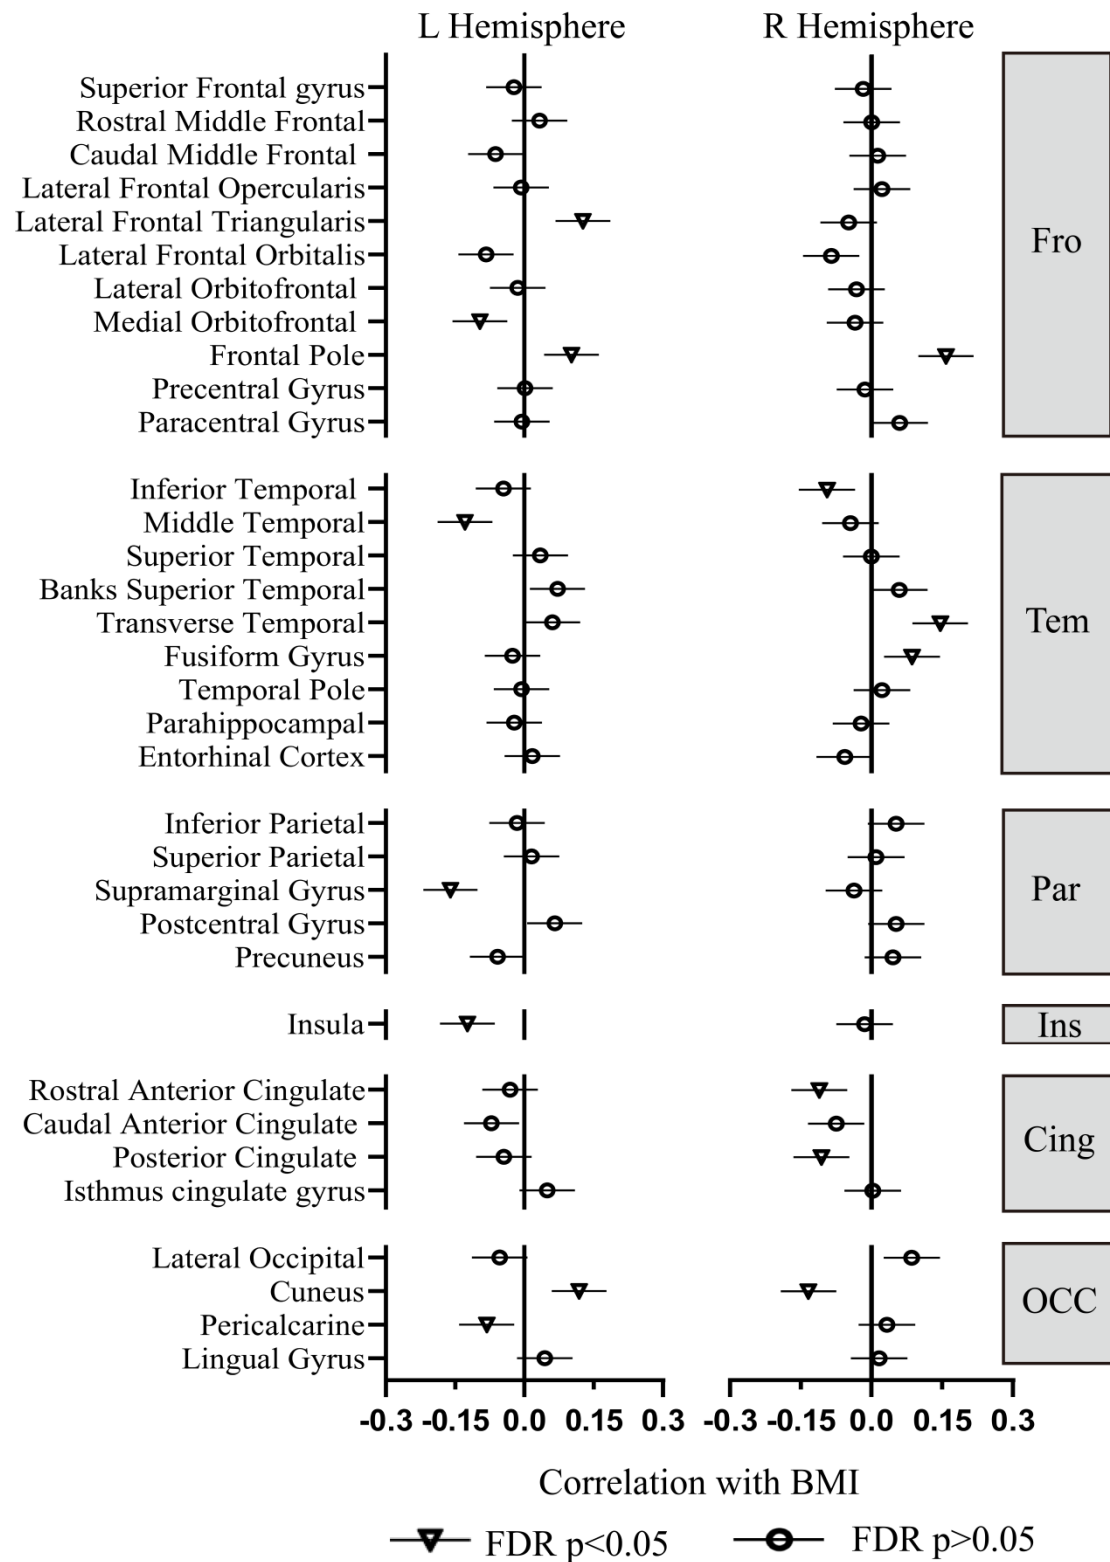 L Hemisphere R Hemisphere
Superior Frontal gyrus
Rostral Middle Frontal
Caudal Middle Frontal
Lateral Frontal Opercularis
Lateral Frontal Triangularis
Lateral Frontal Orbitalis
Lateral Orbitofrontal
Medial Orbitofrontal
Frontal Pole
Precentral Gyrus
Paracentral Gyrus
Fro
Inferior Temporal
Middle Temporal
Superior Temporal
Banks Superior Temporal
Transverse Temporal
Fusiform Gyrus
Temporal Pole
Parahippocampal
Entorhinal Cortex
Tem
Inferior Parietal
Superior Parietal
Supramarginal Gyrus
Postcentral Gyrus
Precuneus
Par
Insula
Ins
Rostral Anterior Cingulate
Caudal Anterior Cingulate
Posterior Cingulate
Isthmus cingulate gyrus
Cing
Lateral Occipital
Cuneus
Pericalcarine
Lingual Gyrus
OCC
-0.3 -0.15 0.0 0.15 0.3 -0.3 -0.15 0.0 0.15 0.3
Correlation with BMI
FDR p<0.05 FDR p>0.05